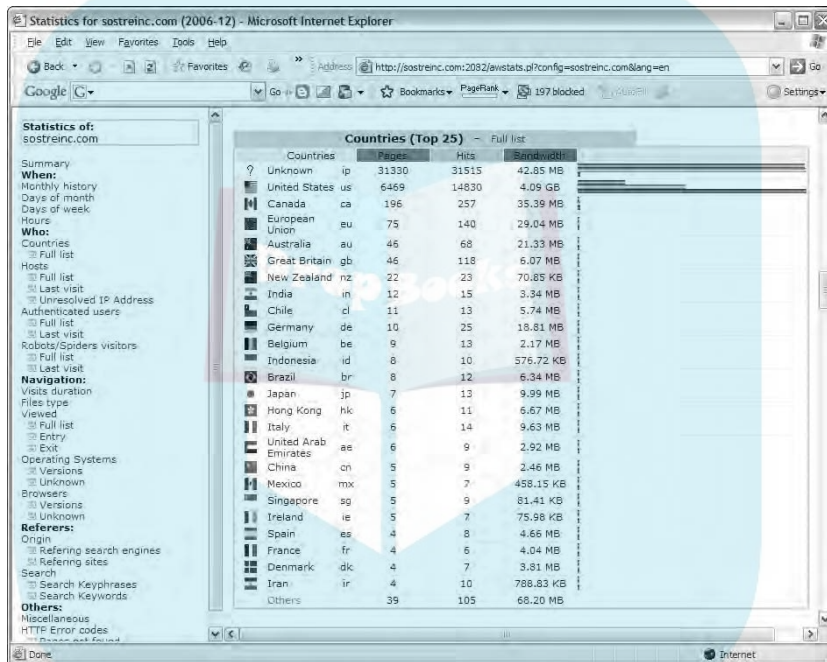 Statistics for sostreinc.com (2006-12) - Microsoft Internet Explorer
File Edit View Favorites Tools Help
Back Favorites » Address http://sostreinc.com:2082/awstats.pl?config=sostreinc.com&lang=en Go
Google G Go Bookmarks PageRank 197 blocked Settings
Statistics of:
sostreinc.com
Summary
When:
Monthly history
Days of month
Days of week
Hours
Who:
Countries
Full list
Hosts
Full list
Last visit
Unresolved IP Address
Authenticated users
Full list
Last visit
Robots/Spiders visitors
Full list
Last visit
Navigation:
Visits duration
Files type
Viewed
Full list
Entry
Exit
Operating Systems
Versions
Unknown
Browsers
Versions
Unknown
Referers:
Origin
Refering search engines
Refering sites
Search
Search Keyphrases
Search Keywords
Others:
Miscellaneous
HTTP Error codes
Pages not found
Countries (Top 25) - Full list
Countries Pages Hits Bandwidth
? Unknown ip 31330 31515 42.85 MB
United States us 6469 14830 4.09 GB
Canada ca 196 257 35.39 MB
European Union eu 75 140 29.04 MB
Australia au 46 68 21.33 MB
Great Britain gb 46 118 6.07 MB
New Zealand nz 22 23 70.85 KB
India in 12 15 3.34 MB
Chile cl 11 13 5.74 MB
Germany de 10 25 18.81 MB
Belgium be 9 13 2.17 MB
Indonesia id 8 10 576.72 KB
Brazil br 8 12 6.34 MB
Japan jp 7 13 9.99 MB
Hong Kong hk 6 11 6.67 MB
Italy it 6 14 9.63 MB
United Arab Emirates ae 6 9 2.92 MB
China cn 5 9 2.46 MB
Mexico mx 5 7 458.15 KB
Singapore sg 5 9 81.41 KB
Ireland ie 5 7 75.98 KB
Spain es 4 8 4.66 MB
France fr 4 6 4.04 MB
Denmark dk 4 7 3.81 MB
Iran ir 4 10 788.83 KB
Others 39 105 68.20 MB
Drop Books
Done Internet